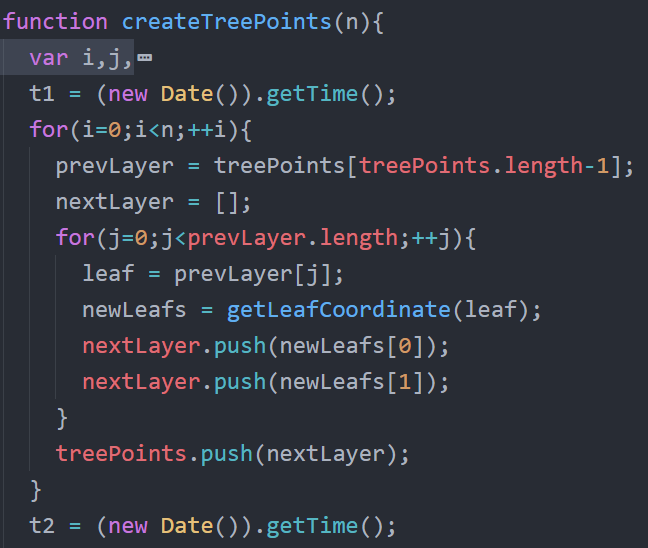 function createTreePoints(n){
  var i,j,
  t1 = (new Date()).getTime();
  for(i=0;i<n;++i){
    prevLayer = treePoints[treePoints.length-1];
    nextLayer = [];
    for(j=0;j<prevLayer.length;++j){
      leaf = prevLayer[j];
      newLeafs = getLeafCoordinate(leaf);
      nextLayer.push(newLeafs[0]);
      nextLayer.push(newLeafs[1]);
    }
    treePoints.push(nextLayer);
  }
  t2 = (new Date()).getTime();